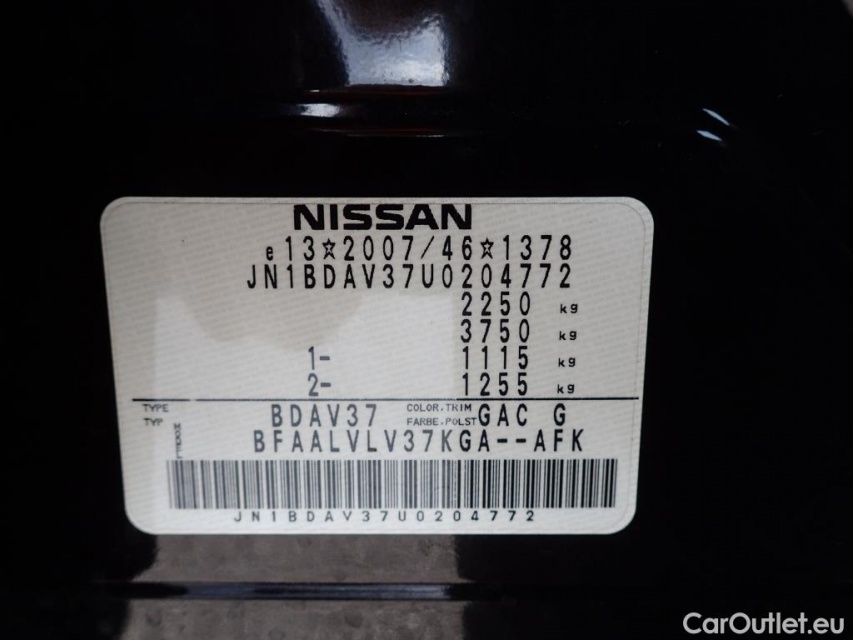 NISSAN
e13☆2007/46☆1378
JN1BDAV37U0204772
2250 kg
3750 kg
1- 1115 kg
2- 1255 kg
TYPE BDAV37 COLOR.TRIM GAC G
TYP FARBE.POLST
MODELL BFAALVLV37KGA--AFK
JN1BDAV37U0204772
CarOutlet.eu